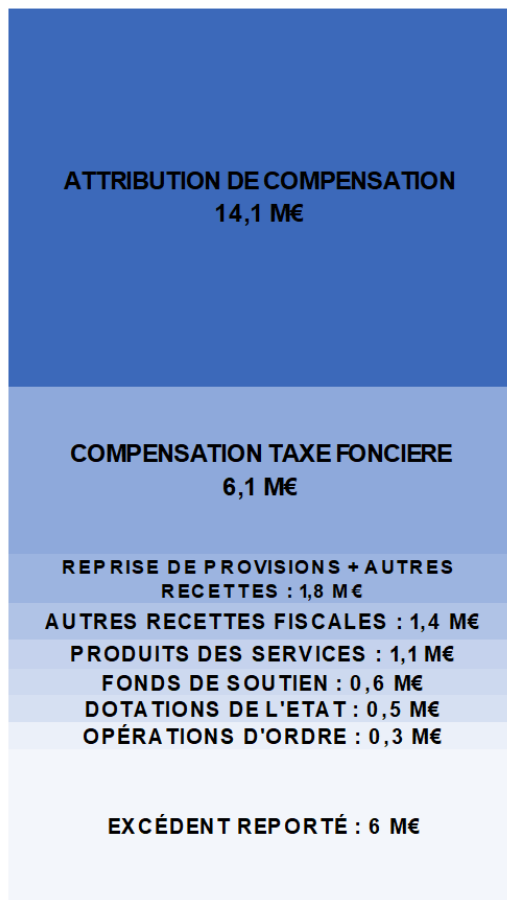 ATTRIBUTION DE COMPENSATION
14,1 M€
COMPENSATION TAXE FONCIERE
6,1 M€
REPRISE DE PROVISIONS + AUTRES
RECETTES : 1,8 M€
AUTRES RECETTES FISCALES : 1,4 M€
PRODUITS DES SERVICES : 1,1 M€
FONDS DE SOUTIEN : 0,6 M€
DOTATIONS DE L'ETAT : 0,5 M€
OPÉRATIONS D'ORDRE : 0,3 M€
EXCÉDENT REPORTÉ : 6 M€